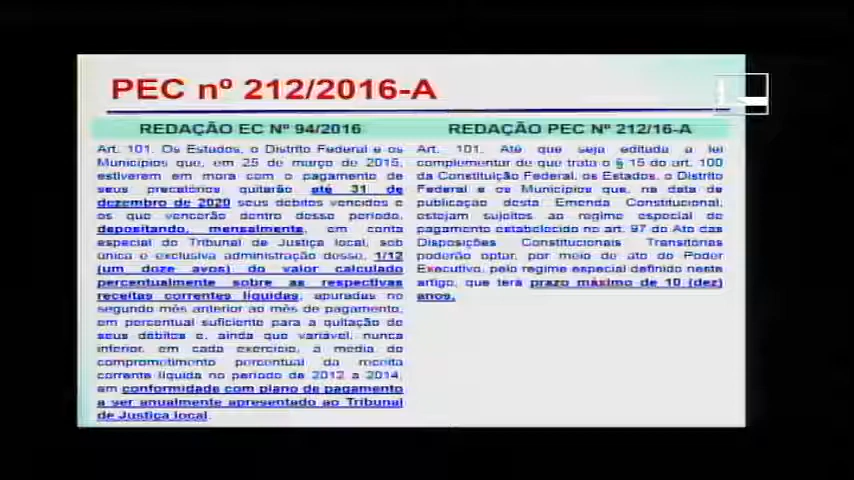 PEC nº 212/2016-A
REDAÇÃO EC Nº 94/2016
Art. 101. Os Estados, o Distrito Federal e os
Municípios que, em 25 de março de 2015,
estiverem em mora com o pagamento de
seus precatórios quitarão até 31 de
dezembro de 2020 seus débitos vencidos e
os que vencerão dentro desse período,
depositando, mensalmente, em conta
especial do Tribunal de Justiça local, sob
única e exclusiva administração desse, 1/12
(um doze avos) do valor calculado
percentualmente sobre as respectivas
receitas correntes líquidas, apuradas no
segundo mês anterior ao mês de pagamento,
em percentual suficiente para a quitação de
seus débitos e, ainda que variável, nunca
inferior, em cada exercício, à média do
comprometimento percentual da receita
corrente líquida no período de 2012 a 2014,
em conformidade com plano de pagamento
a ser anualmente apresentado ao Tribunal
de Justiça local.
REDAÇÃO PEC Nº 212/16-A
Art. 101. Até que seja editada a lei
complementar de que trata o § 15 do art. 100
da Constituição Federal, os Estados, o Distrito
Federal e os Municípios que, na data de
publicação desta Emenda Constitucional,
estejam sujeitos ao regime especial de
pagamento estabelecido no art. 97 do Ato das
Disposições Constitucionais Transitórias
poderão optar, por meio de ato do Poder
Executivo, pelo regime especial definido neste
artigo, que terá prazo máximo de 10 (dez)
anos.